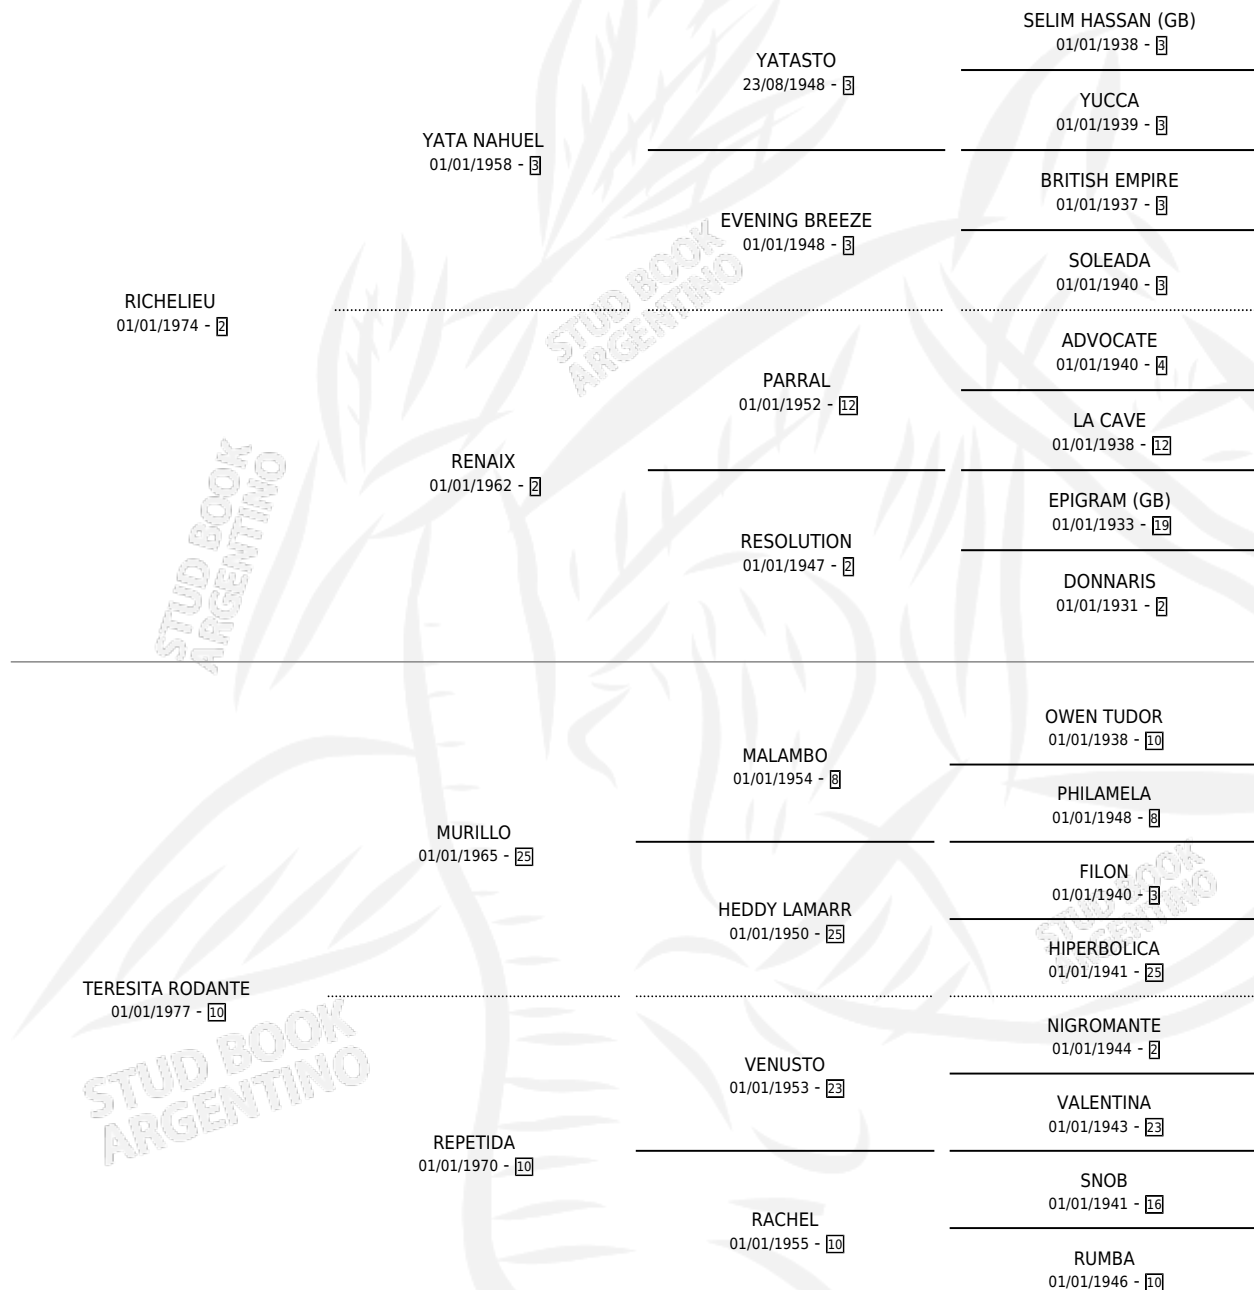 SELIM HASSAN (GB)
01/01/1938 - 3
YATASTO
23/08/1948 - 3
YUCCA
01/01/1939 - 3
YATA NAHUEL
01/01/1958 - 3
BRITISH EMPIRE
01/01/1937 - 3
EVENING BREEZE
01/01/1948 - 3
SOLEADA
01/01/1940 - 3
RICHELIEU
01/01/1974 - 2
ADVOCATE
01/01/1940 - 4
PARRAL
01/01/1952 - 12
LA CAVE
01/01/1938 - 12
RENAIX
01/01/1962 - 2
EPIGRAM (GB)
01/01/1933 - 19
RESOLUTION
01/01/1947 - 2
DONNARIS
01/01/1931 - 2
OWEN TUDOR
01/01/1938 - 10
MALAMBO
01/01/1954 - 8
PHILAMELA
01/01/1948 - 8
MURILLO
01/01/1965 - 25
FILON
01/01/1940 - 3
HEDDY LAMARR
01/01/1950 - 25
HIPERBOLICA
01/01/1941 - 25
TERESITA RODANTE
01/01/1977 - 10
NIGROMANTE
01/01/1944 - 2
VENUSTO
01/01/1953 - 23
VALENTINA
01/01/1943 - 23
REPETIDA
01/01/1970 - 10
SNOB
01/01/1941 - 16
RACHEL
01/01/1955 - 10
RUMBA
01/01/1946 - 10
STUD BOOK
ARGENTINO
STUD BOOK
ARGENTINO
STUD BOOK
ARGENTINO
STUD BOOK
ARGENTINO